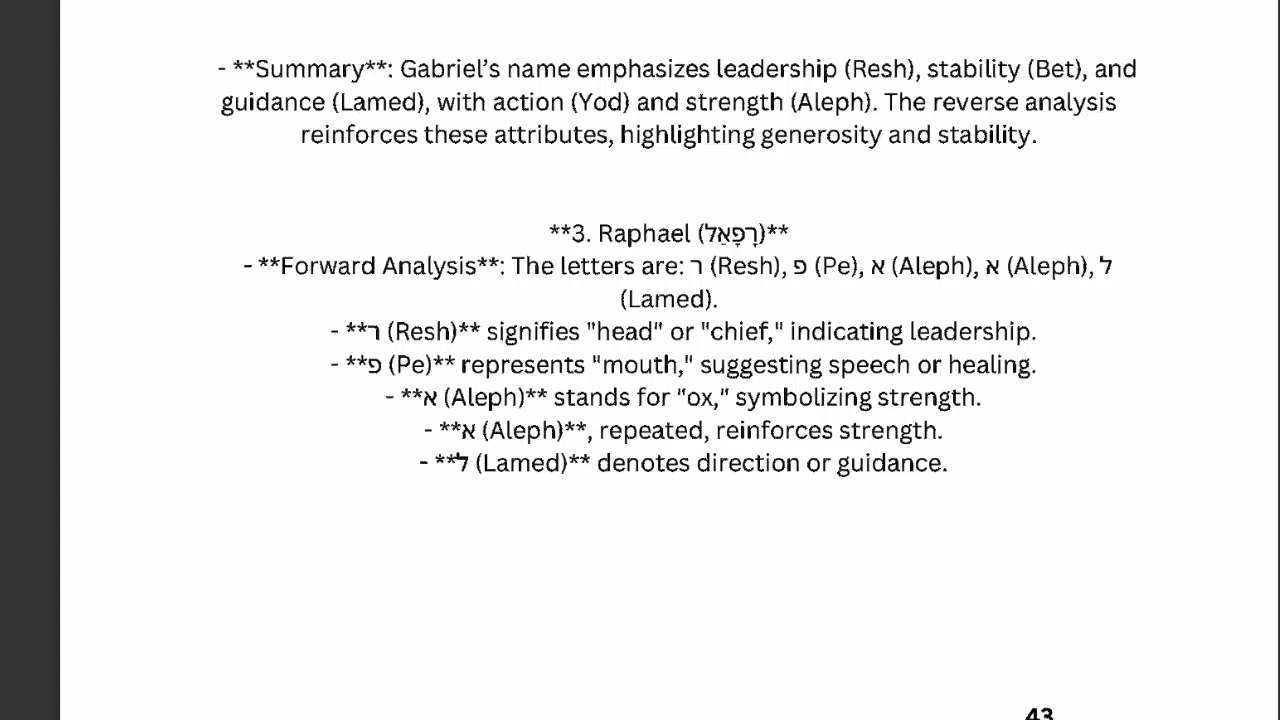 - **Summary**: Gabriel’s name emphasizes leadership (Resh), stability (Bet), and
guidance (Lamed), with action (Yod) and strength (Aleph). The reverse analysis
reinforces these attributes, highlighting generosity and stability.
**3. Raphael (רָפָאֵל)**
- **Forward Analysis**: The letters are: ר (Resh), פ (Pe), א (Aleph), א (Aleph), ל
(Lamed).
- **ר (Resh)** signifies "head" or "chief," indicating leadership.
- **פ (Pe)** represents "mouth," suggesting speech or healing.
- **א (Aleph)** stands for "ox," symbolizing strength.
- **א (Aleph)**, repeated, reinforces strength.
- **ל (Lamed)** denotes direction or guidance.
43